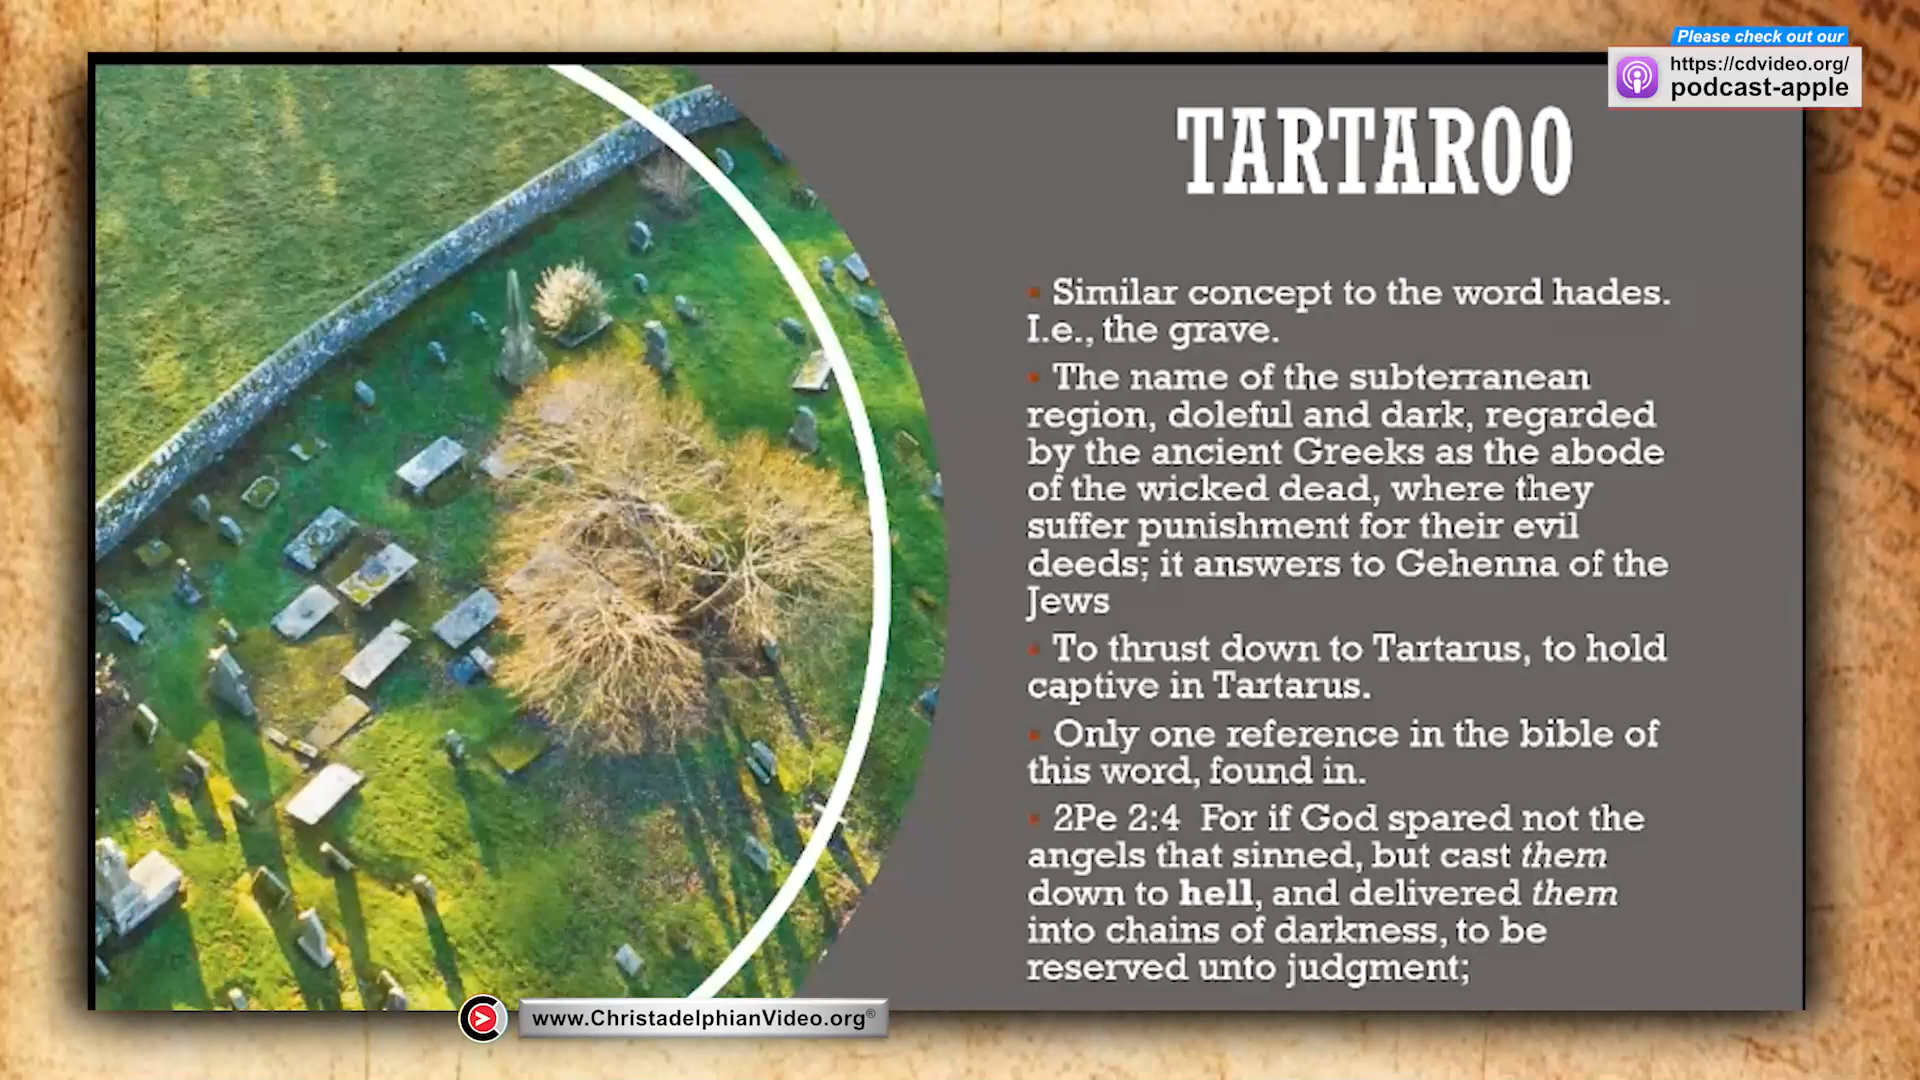 Please check out our
https://cdvideo.org/
podcast-apple
TARTAROO
▪ Similar concept to the word hades.
I.e., the grave.
▪ The name of the subterranean
region, doleful and dark, regarded
by the ancient Greeks as the abode
of the wicked dead, where they
suffer punishment for their evil
deeds; it answers to Gehenna of the
Jews
▪ To thrust down to Tartarus, to hold
captive in Tartarus.
▪ Only one reference in the bible of
this word, found in.
▪ 2Pe 2:4  For if God spared not the
angels that sinned, but cast them
down to hell, and delivered them
into chains of darkness, to be
reserved unto judgment;
www.ChristadelphianVideo.org®